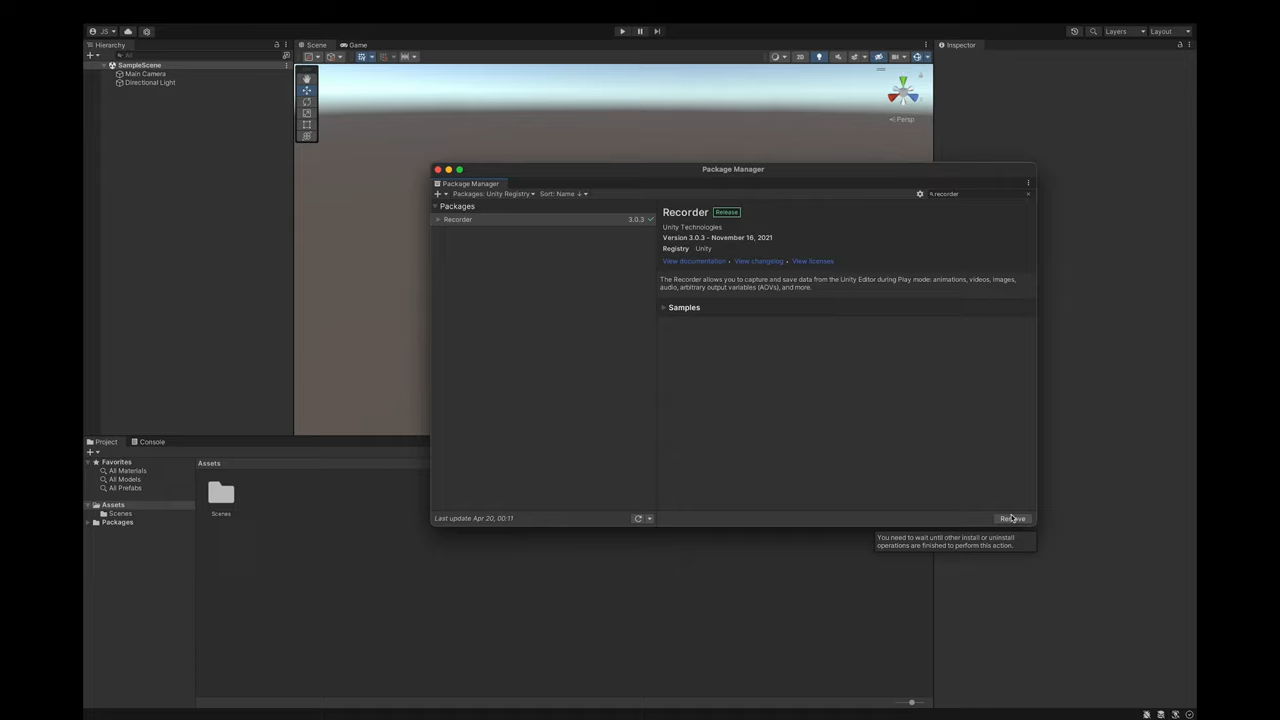 JS
Layers
Layout
Hierarchy
Scene
Game
Inspector
All
2D
SampleScene
Main Camera
Directional Light
Persp
Package Manager
Package Manager
Packages: Unity Registry
Sort: Name ↓
recorder
Packages
Recorder
3.0.3
Recorder
Release
Unity Technologies
Version 3.0.3 - November 16, 2021
Registry Unity
View documentation • View changelog • View licenses
The Recorder allows you to capture and save data from the Unity Editor during Play mode: animations, videos, images,
audio, arbitrary output variables (AOVs), and more.
Samples
Last update Apr 20, 00:11
You need to wait until other install or uninstall
operations are finished to perform this action.
Project
Console
Favorites
All Materials
All Models
All Prefabs
Assets
Scenes
Packages
Assets
Scenes